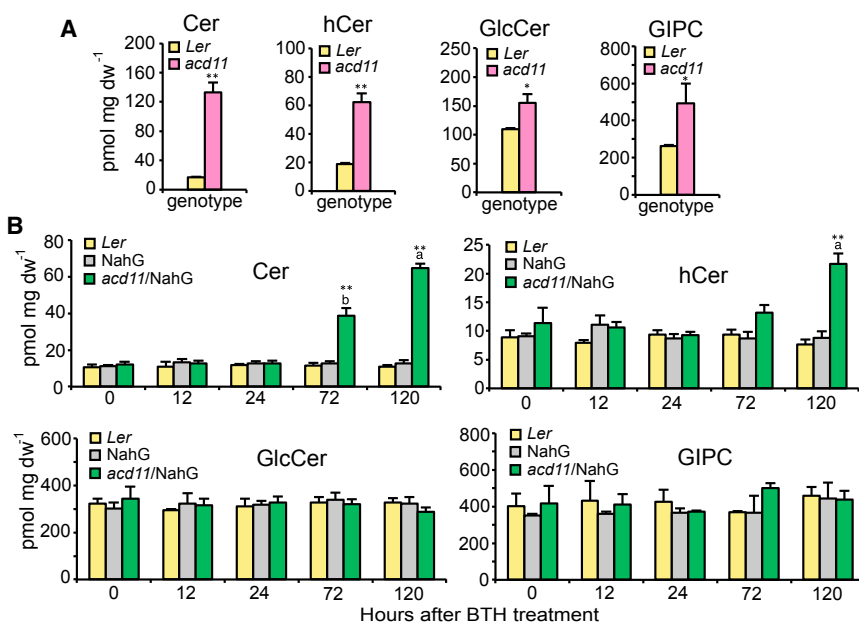 A
Cer
hCer
GlcCer
GIPC
Ler
acd11
Ler
acd11
Ler
acd11
Ler
acd11
pmol mg dw⁻¹
160
120
80
40
0
**
genotype
100
80
60
40
20
0
**
genotype
250
200
150
100
50
0
*
genotype
800
600
400
200
0
*
genotype
B
Ler
NahG
acd11/NahG
Cer
pmol mg dw⁻¹
80
60
40
20
0
**
b
**
a
0 12 24 72 120
Ler
NahG
acd11/NahG
hCer
25
20
15
10
5
0
**
a
0 12 24 72 120
Ler
NahG
acd11/NahG
GlcCer
pmol mg dw⁻¹
600
400
300
200
0
0 12 24 72 120
Ler
NahG
acd11/NahG
GIPC
800
600
400
200
0
0 12 24 72 120
Hours after BTH treatment